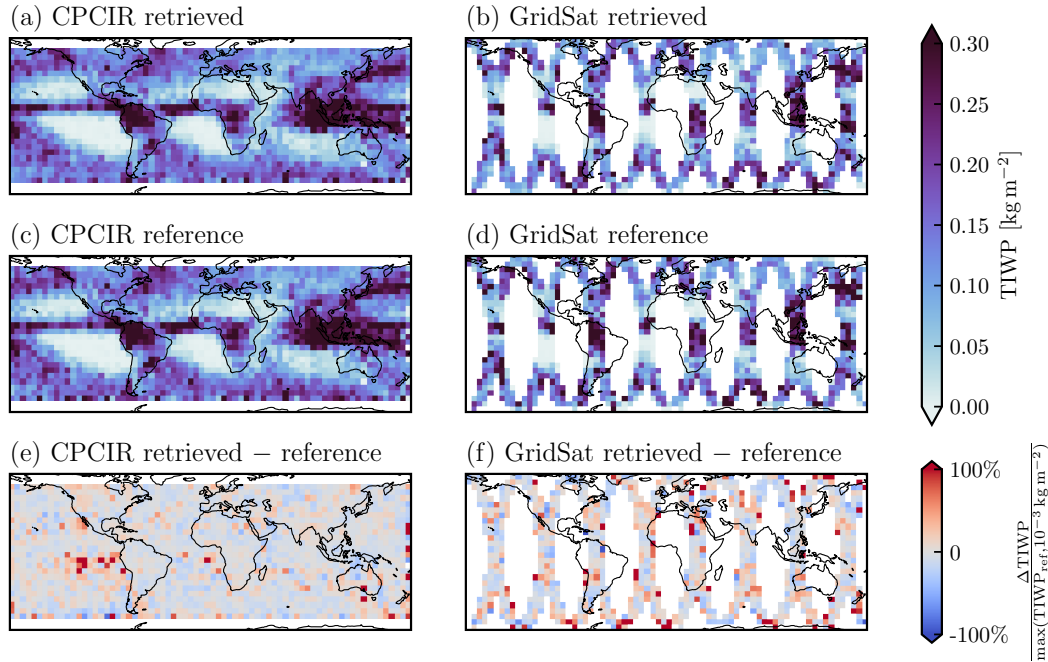 (a) CPCIR retrieved
(b) GridSat retrieved
(c) CPCIR reference
(d) GridSat reference
0.30
0.25
0.20
0.15
0.10
0.05
0.00
TIWP [kg m⁻²]
(e) CPCIR retrieved − reference
(f) GridSat retrieved − reference
100%
0
-100%
ΔTIWP
max(TIWP_ref, 10⁻³ kg m⁻²)